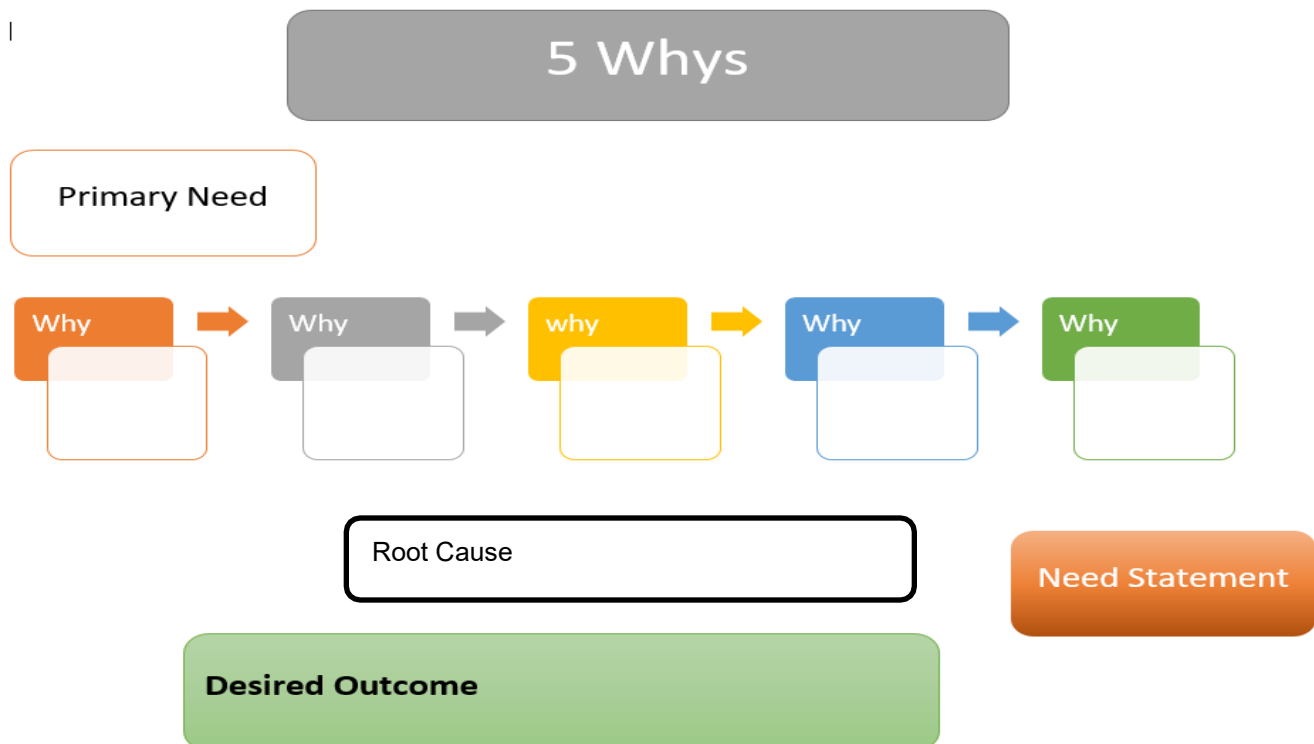 5 Whys
Primary Need
Why
Why
why
Why
Why
Root Cause
Need Statement
Desired Outcome